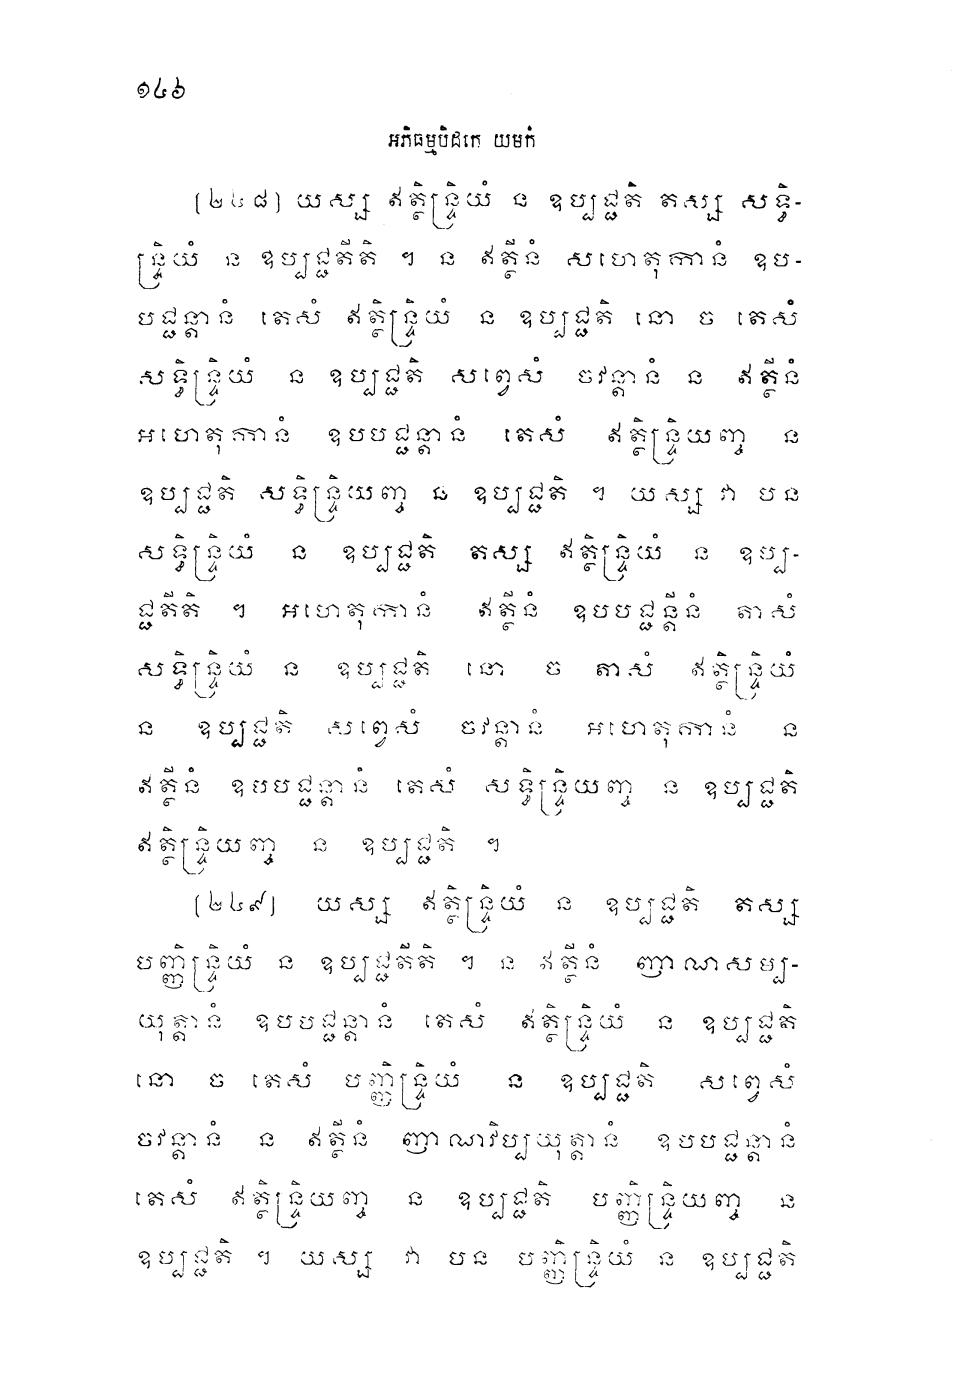 ១៤៦
អភិធម្មបិដកេ យមកំ
[២៤៨] យស្ស ឥត្ថិន្ទ្រិយំ ន ឧប្បជ្ជតិ តស្ស សទ្ធិ-
ន្ទ្រិយំ ន ឧប្បជ្ជតីតិ ។ ន ឥត្ថីនំ សហេតុកានំ ឧប-
បជ្ជន្តានំ តេសំ ឥត្ថិន្ទ្រិយំ ន ឧប្បជ្ជតិ នោ ច តេសំ
សទ្ធិន្ទ្រិយំ ន ឧប្បជ្ជតិ សព្វេសំ ចវន្តានំ ន ឥត្ថីនំ
អហេតុកានំ ឧបបជ្ជន្តានំ តេសំ ឥត្ថិន្ទ្រិយញ្ច ន
ឧប្បជ្ជតិ សទ្ធិន្ទ្រិយញ្ច ន ឧប្បជ្ជតិ ។ យស្ស វា បន
សទ្ធិន្ទ្រិយំ ន ឧប្បជ្ជតិ តស្ស ឥត្ថិន្ទ្រិយំ ន ឧប្ប-
ជ្ជតីតិ ។ អហេតុកានំ ឥត្ថីនំ ឧបបជ្ជន្តីនំ តាសំ
សទ្ធិន្ទ្រិយំ ន ឧប្បជ្ជតិ នោ ច តាសំ ឥត្ថិន្ទ្រិយំ
ន ឧប្បជ្ជតិ សព្វេសំ ចវន្តានំ អហេតុកានំ ន
ឥត្ថីនំ ឧបបជ្ជន្តានំ តេសំ សទ្ធិន្ទ្រិយញ្ច ន ឧប្បជ្ជតិ
ឥត្ថិន្ទ្រិយញ្ច ន ឧប្បជ្ជតិ ។
[២៤៩] យស្ស ឥត្ថិន្ទ្រិយំ ន ឧប្បជ្ជតិ តស្ស
បញ្ញិន្ទ្រិយំ ន ឧប្បជ្ជតីតិ ។ ន ឥត្ថីនំ ញាណសម្ប-
យុត្តានំ ឧបបជ្ជន្តានំ តេសំ ឥត្ថិន្ទ្រិយំ ន ឧប្បជ្ជតិ
នោ ច តេសំ បញ្ញិន្ទ្រិយំ ន ឧប្បជ្ជតិ សព្វេសំ
ចវន្តានំ ន ឥត្ថីនំ ញាណវិប្បយុត្តានំ ឧបបជ្ជន្តានំ
តេសំ ឥត្ថិន្ទ្រិយញ្ច ន ឧប្បជ្ជតិ បញ្ញិន្ទ្រិយញ្ច ន
ឧប្បជ្ជតិ ។ យស្ស វា បន បញ្ញិន្ទ្រិយំ ន ឧប្បជ្ជតិ